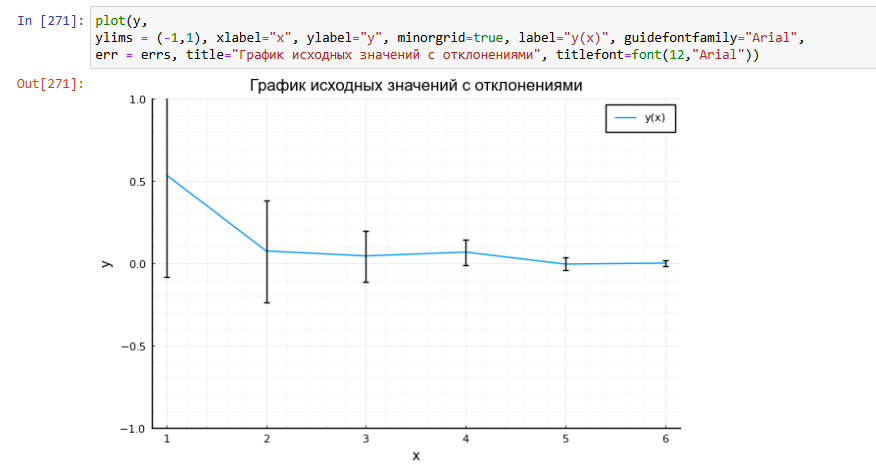 In [271]: plot(y,
ylims = (-1,1), xlabel="x", ylabel="y", minorgrid=true, label="y(x)", guidefontfamily="Arial",
err = errs, title="График исходных значений с отклонениями", titlefont=font(12,"Arial"))
Out[271]:
График исходных значений с отклонениями
y(x)
1.0
0.5
0.0
−0.5
−1.0
y
1 2 3 4 5 6
x